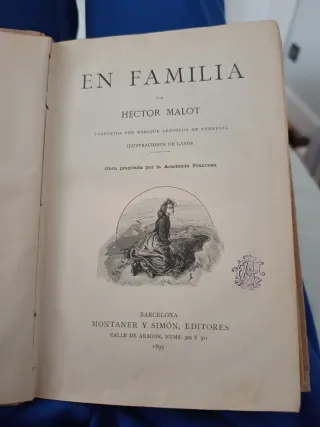 EN FAMILIA
POR
HECTOR MALOT
TRADUCIDA POR ENRIQUE LEOPOLDO DE VERNEUIL
ILUSTRACIONES DE LANOS
Obra premiada por la Academia Francesa
BARCELONA
MONTANER Y SIMÓN, EDITORES
CALLE DE ARAGÓN, NÚMS. 309 Y 311
1895